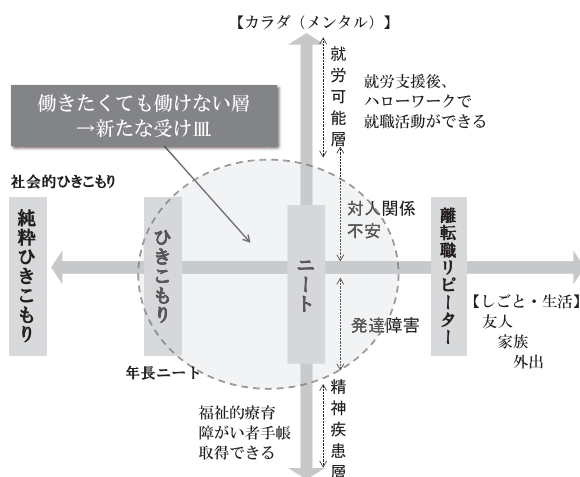 【カラダ（メンタル）】
就労可能層
就労支援後、
ハローワークで
就職活動ができる
働きたくても働けない層
→新たな受け皿
社会的ひきこもり
純粋ひきこもり
ひきこもり
ニート
対人関係
不安
離転職リピーター
【しごと・生活】
友人
家族
外出
発達障害
年長ニート
精神疾患層
福祉的療育
障がい者手帳
取得できる